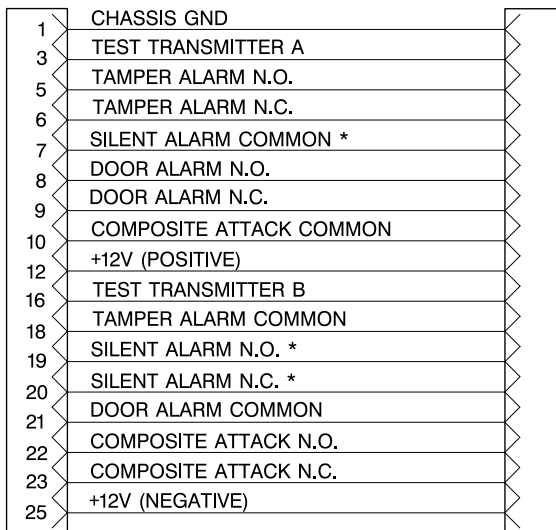 CHASSIS GND
1
TEST TRANSMITTER A
3
TAMPER ALARM N.O.
5
TAMPER ALARM N.C.
6
SILENT ALARM COMMON *
7
DOOR ALARM N.O.
8
DOOR ALARM N.C.
9
COMPOSITE ATTACK COMMON
10
+12V (POSITIVE)
12
TEST TRANSMITTER B
16
TAMPER ALARM COMMON
18
SILENT ALARM N.O. *
19
SILENT ALARM N.C. *
20
DOOR ALARM COMMON
21
COMPOSITE ATTACK N.O.
22
COMPOSITE ATTACK N.C.
23
+12V (NEGATIVE)
25